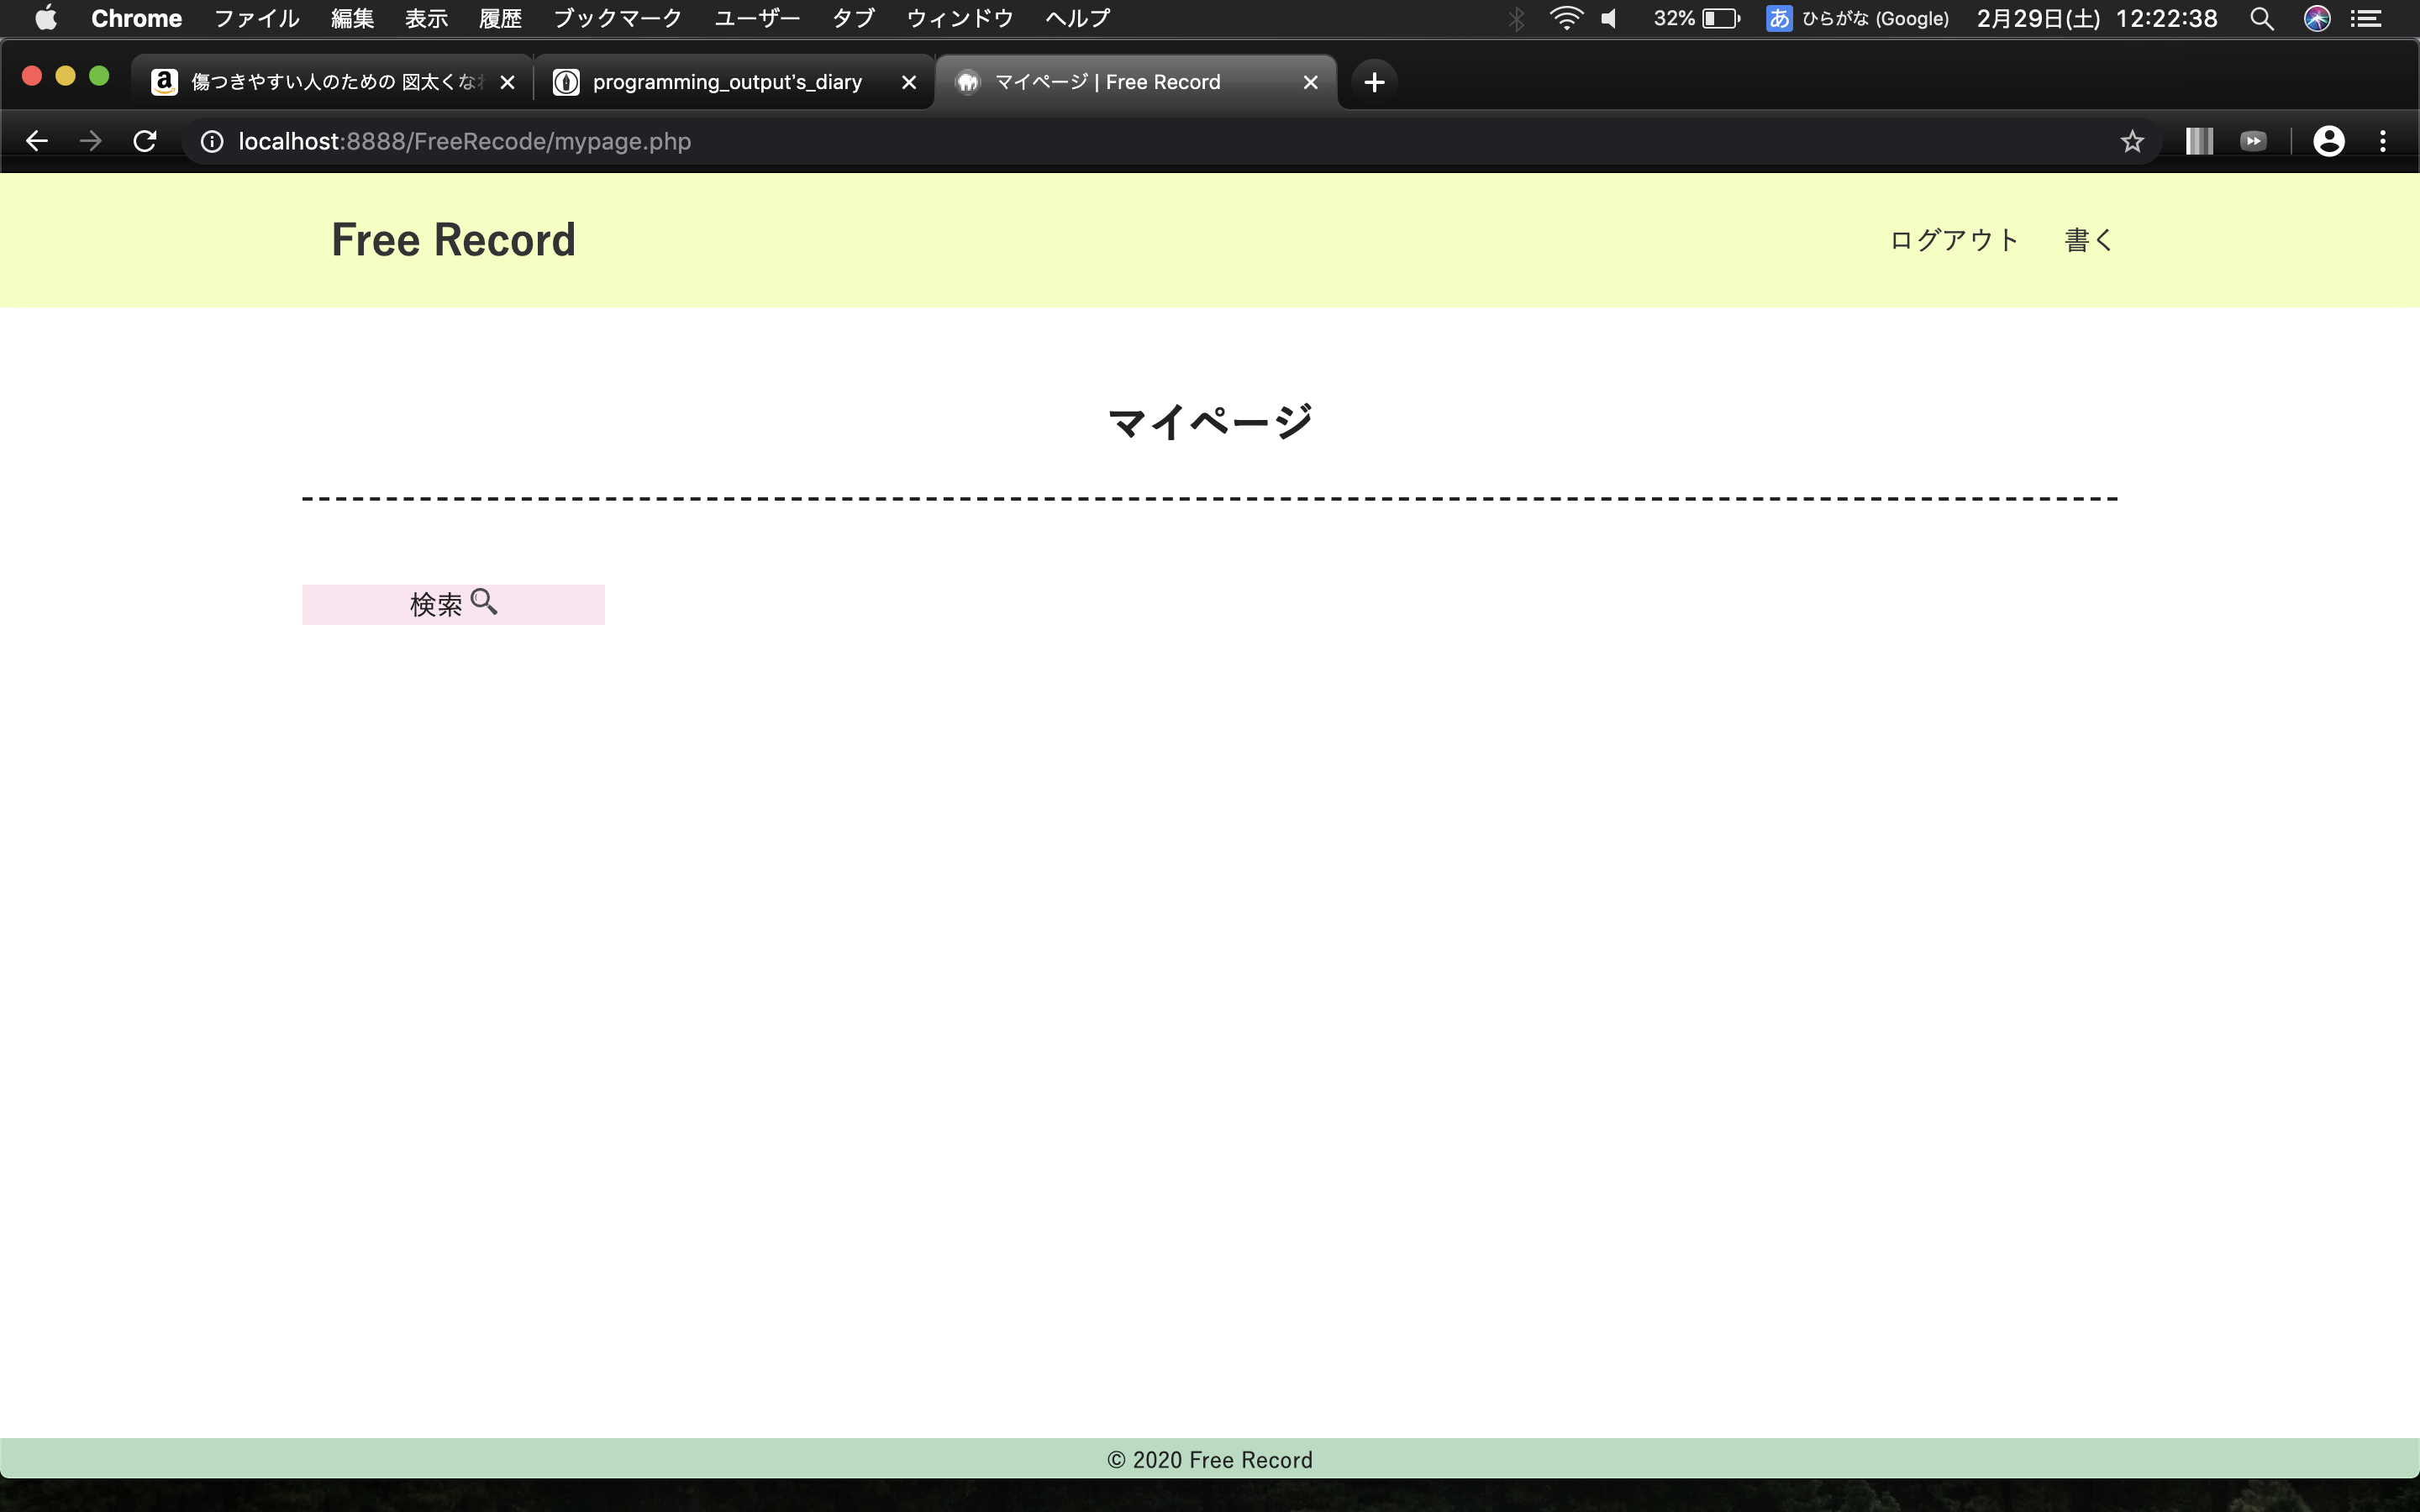 Chrome ファイル 編集 表示 履歴 ブックマーク ユーザー タブ ウィンドウ ヘルプ 32% あ ひらがな (Google) 2月29日(土) 12:22:38
傷つきやすい人のための 図太くな programming_output's_diary マイページ | Free Record
localhost:8888/FreeRecode/mypage.php
Free Record ログアウト 書く
マイページ
検索
© 2020 Free Record